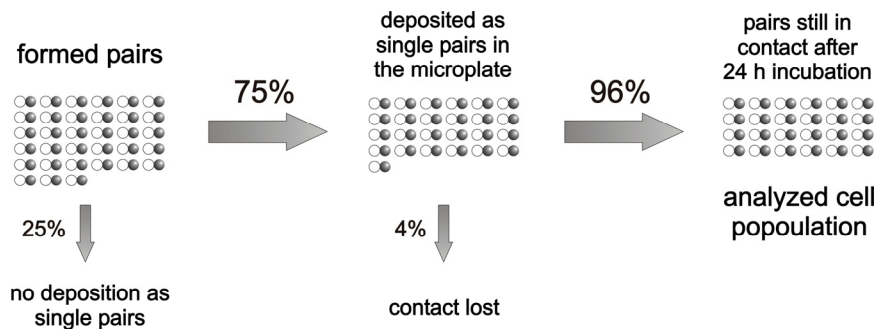 formed pairs
75%
deposited as
single pairs in
the microplate
96%
pairs still in
contact after
24 h incubation
25%
no deposition as
single pairs
4%
contact lost
analyzed cell
popoulation